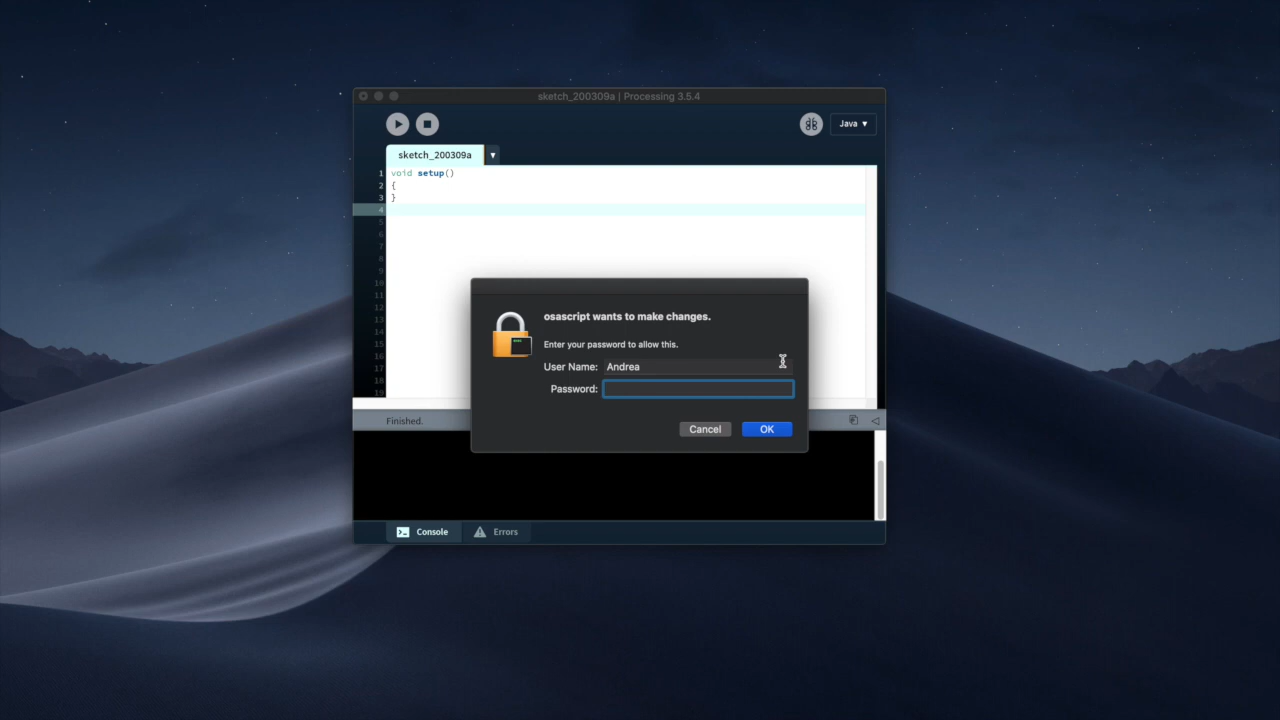 sketch_200309a | Processing 3.5.4
Java ▾
sketch_200309a ▾
1 void setup()
2 {
3 }
4
5
6
7
8
9
10
11
12
13
14
15
16
17
18
19
osascript wants to make changes.
Enter your password to allow this.
User Name: Andrea
Password:
Cancel OK
Finished.
Console Errors